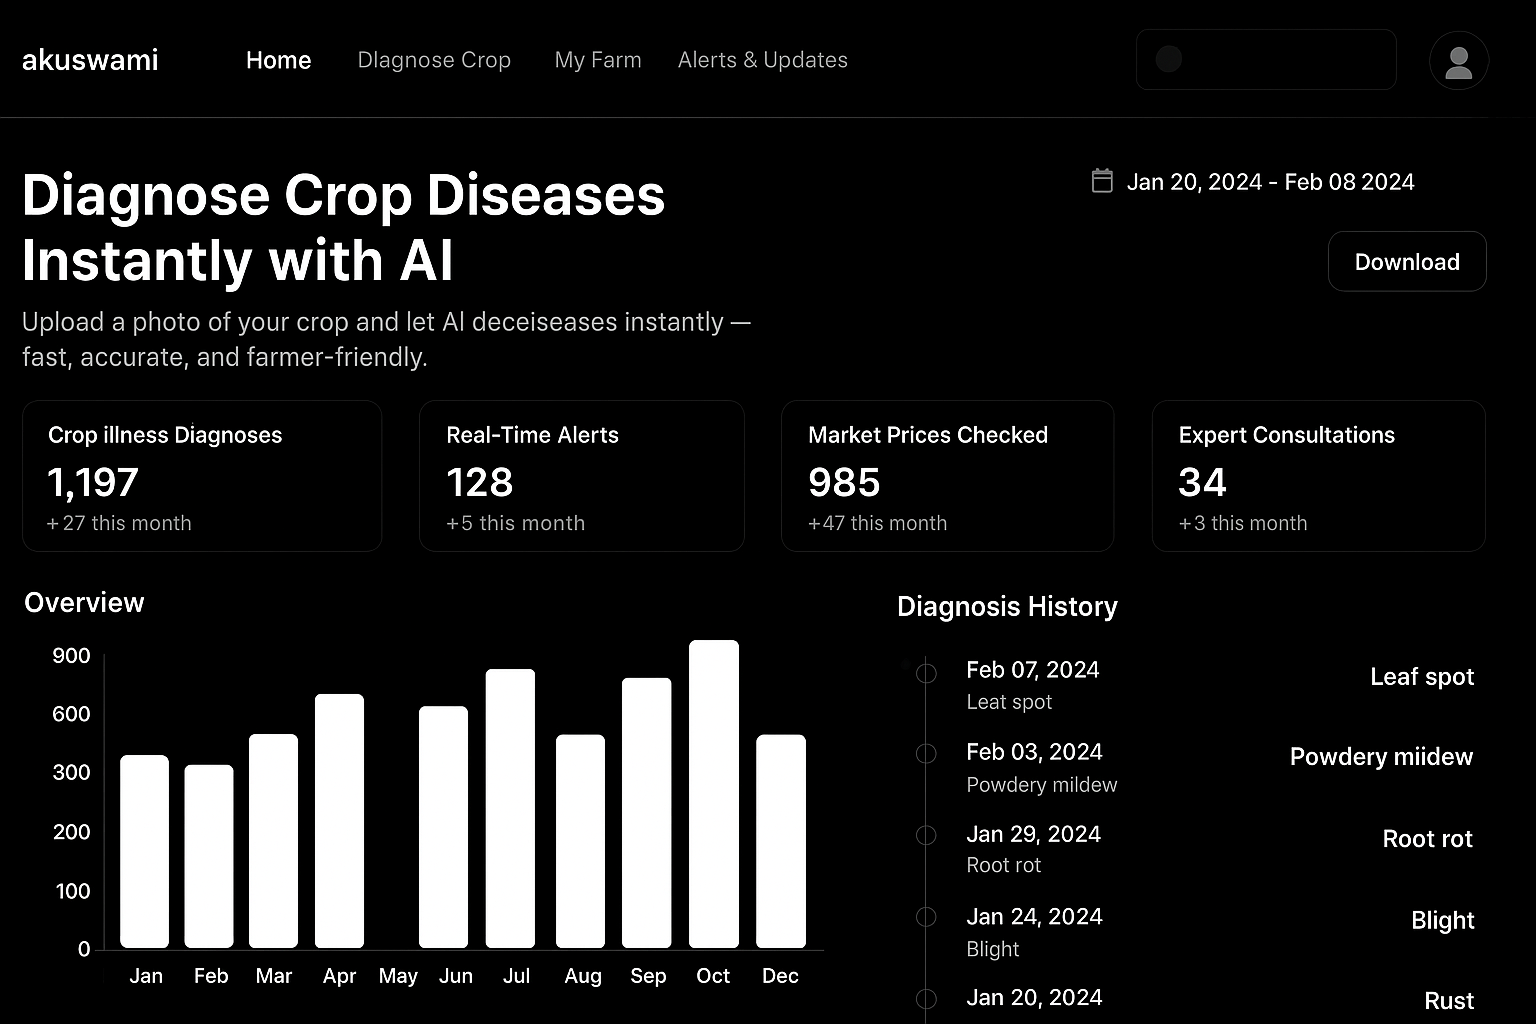 akuswami
Home
DIagnose Crop
My Farm
Alerts & Updates
Diagnose Crop Diseases
Instantly with AI
Upload a photo of your crop and let AI deceiseases instantly —
fast, accurate, and farmer-friendly.
Jan 20, 2024 - Feb 08 2024
Download
Crop illness Diagnoses
1,197
+27 this month
Real-Time Alerts
128
+5 this month
Market Prices Checked
985
+47 this month
Expert Consultations
34
+3 this month
Overview
900
600
300
200
100
0
Jan Feb Mar Apr May Jun Jul Aug Sep Oct Dec
Diagnosis History
Feb 07, 2024
Leat spot
Leaf spot
Feb 03, 2024
Powdery mildew
Powdery miidew
Jan 29, 2024
Root rot
Root rot
Jan 24, 2024
Blight
Blight
Jan 20, 2024
Rust